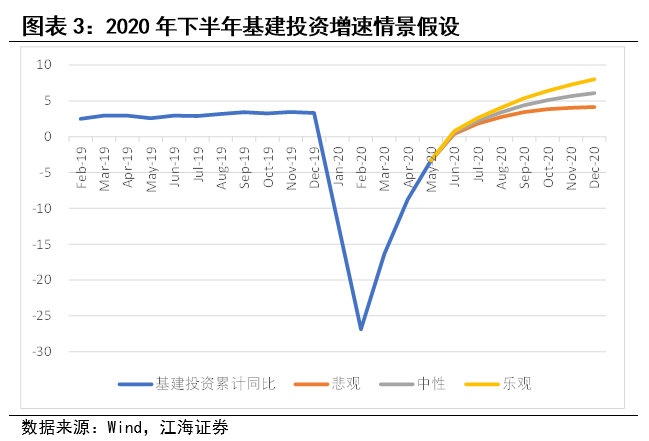 图表 3：2020 年下半年基建投资增速情景假设
10
5
0
-5
-10
-15
-20
-25
-30
Feb-19
Mar-19
Apr-19
May-19
Jun-19
Jul-19
Aug-19
Sep-19
Oct-19
Nov-19
Dec-19
Jan-20
Feb-20
Mar-20
Apr-20
May-20
Jun-20
Jul-20
Aug-20
Sep-20
Oct-20
Nov-20
Dec-20
基建投资累计同比 悲观 中性 乐观
数据来源：Wind，江海证券